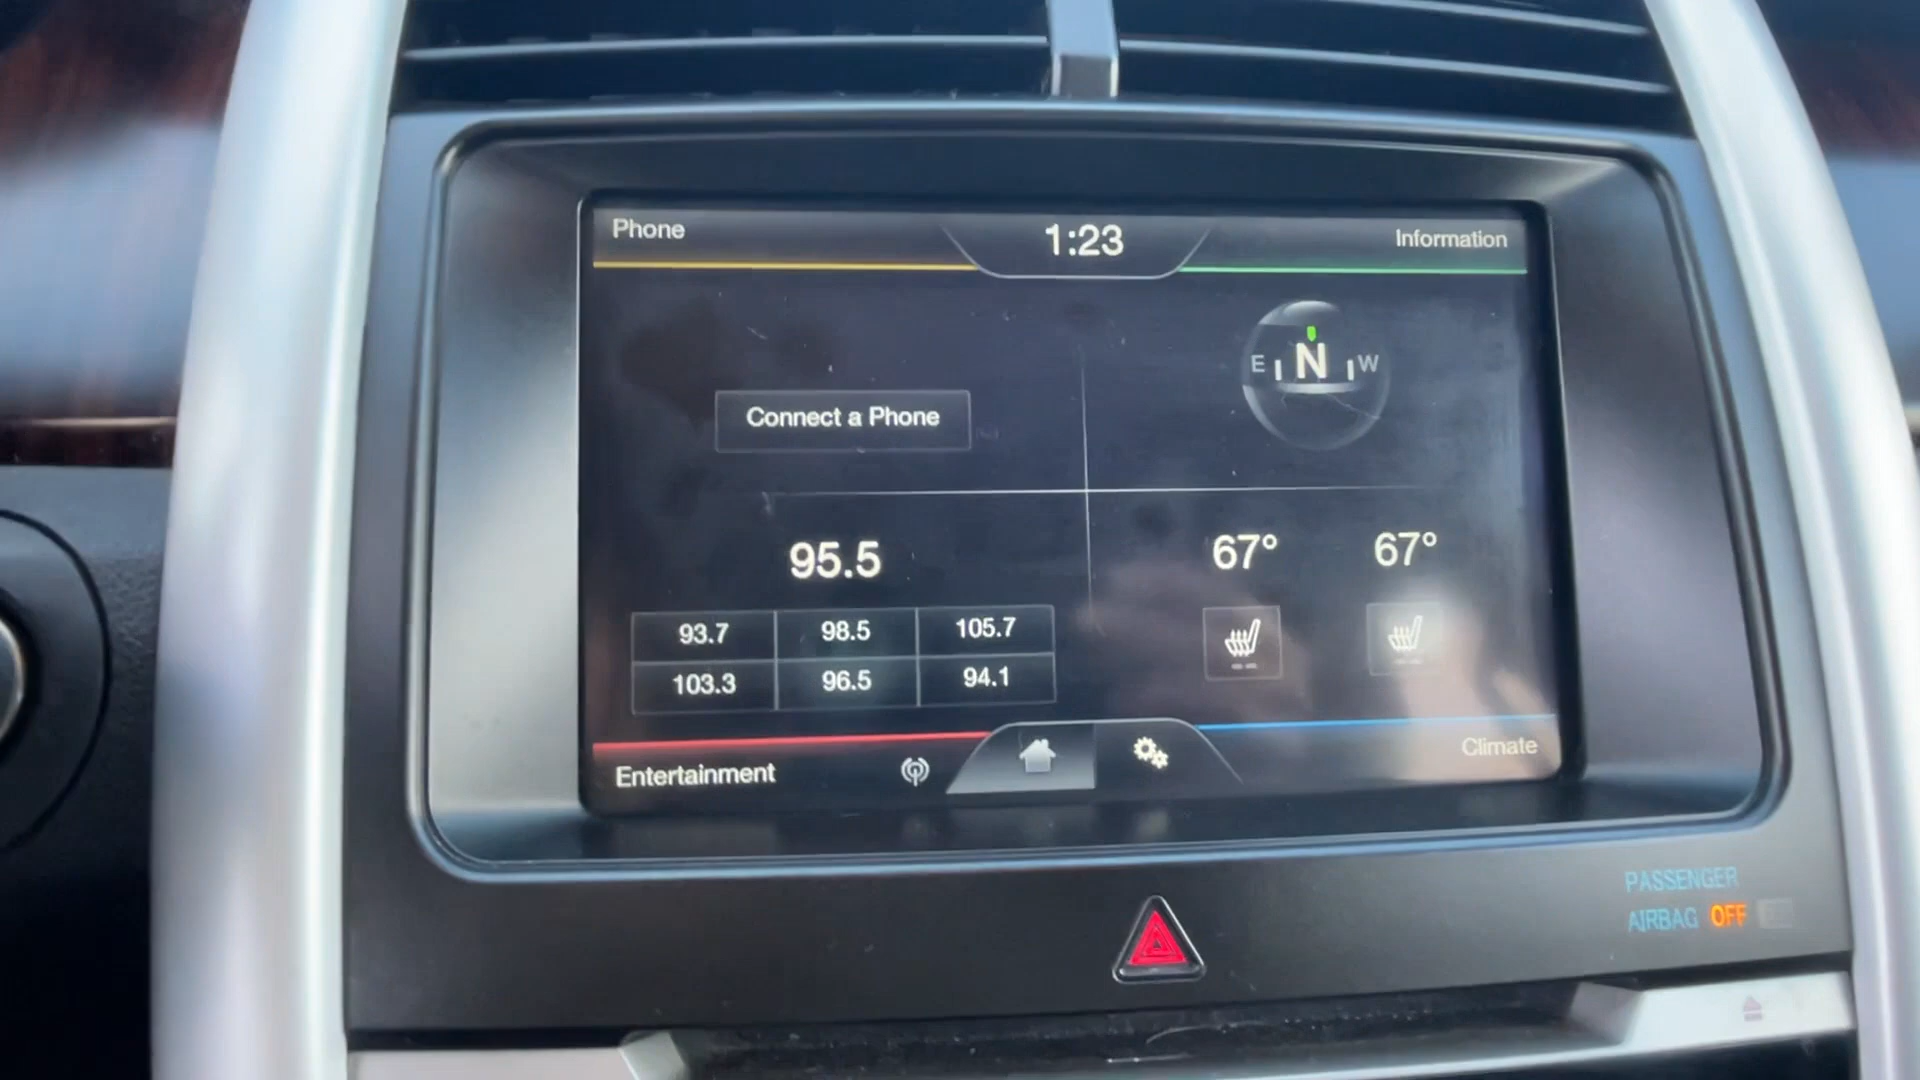 Phone
1:23
Information
Connect a Phone
E N W
95.5
67° 67°
93.7 98.5 105.7
103.3 96.5 94.1
Entertainment
Climate
PASSENGER
AIRBAG OFF